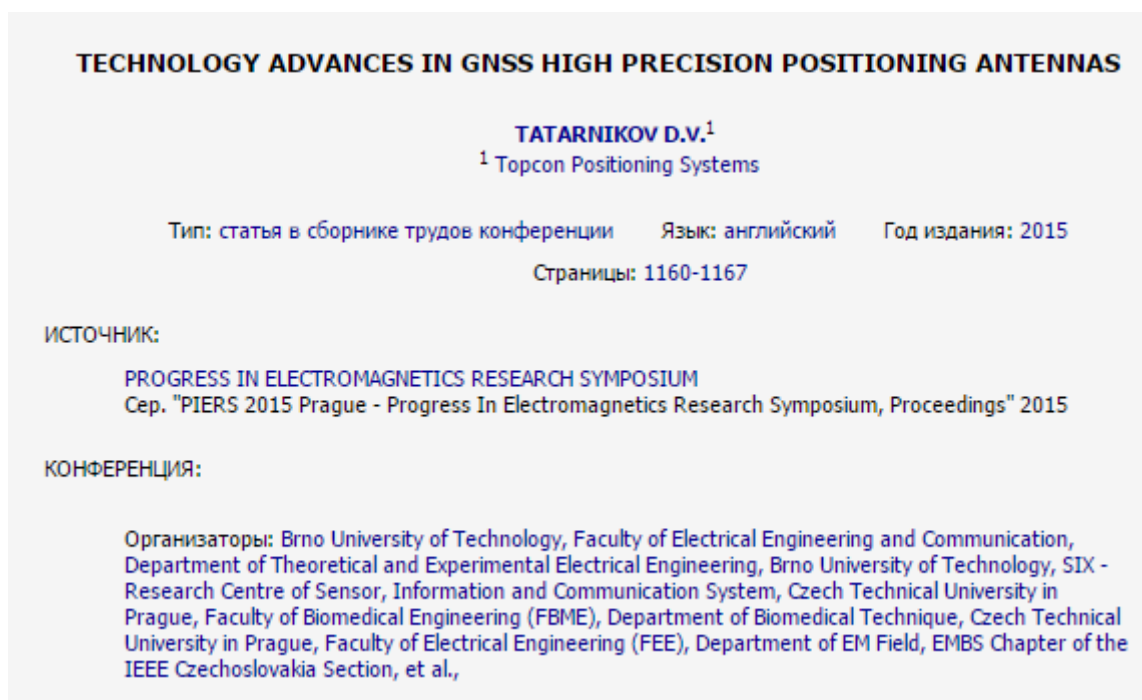 TECHNOLOGY ADVANCES IN GNSS HIGH PRECISION POSITIONING ANTENNAS
TATARNIKOV D.V.1
1 Topcon Positioning Systems
Тип: статья в сборнике трудов конференции Язык: английский Год издания: 2015
Страницы: 1160-1167
ИСТОЧНИК:
PROGRESS IN ELECTROMAGNETICS RESEARCH SYMPOSIUM
Сер. "PIERS 2015 Prague - Progress In Electromagnetics Research Symposium, Proceedings" 2015
КОНФЕРЕНЦИЯ:
Организаторы: Brno University of Technology, Faculty of Electrical Engineering and Communication,
Department of Theoretical and Experimental Electrical Engineering, Brno University of Technology, SIX -
Research Centre of Sensor, Information and Communication System, Czech Technical University in
Prague, Faculty of Biomedical Engineering (FBME), Department of Biomedical Technique, Czech Technical
University in Prague, Faculty of Electrical Engineering (FEE), Department of EM Field, EMBS Chapter of the
IEEE Czechoslovakia Section, et al.,